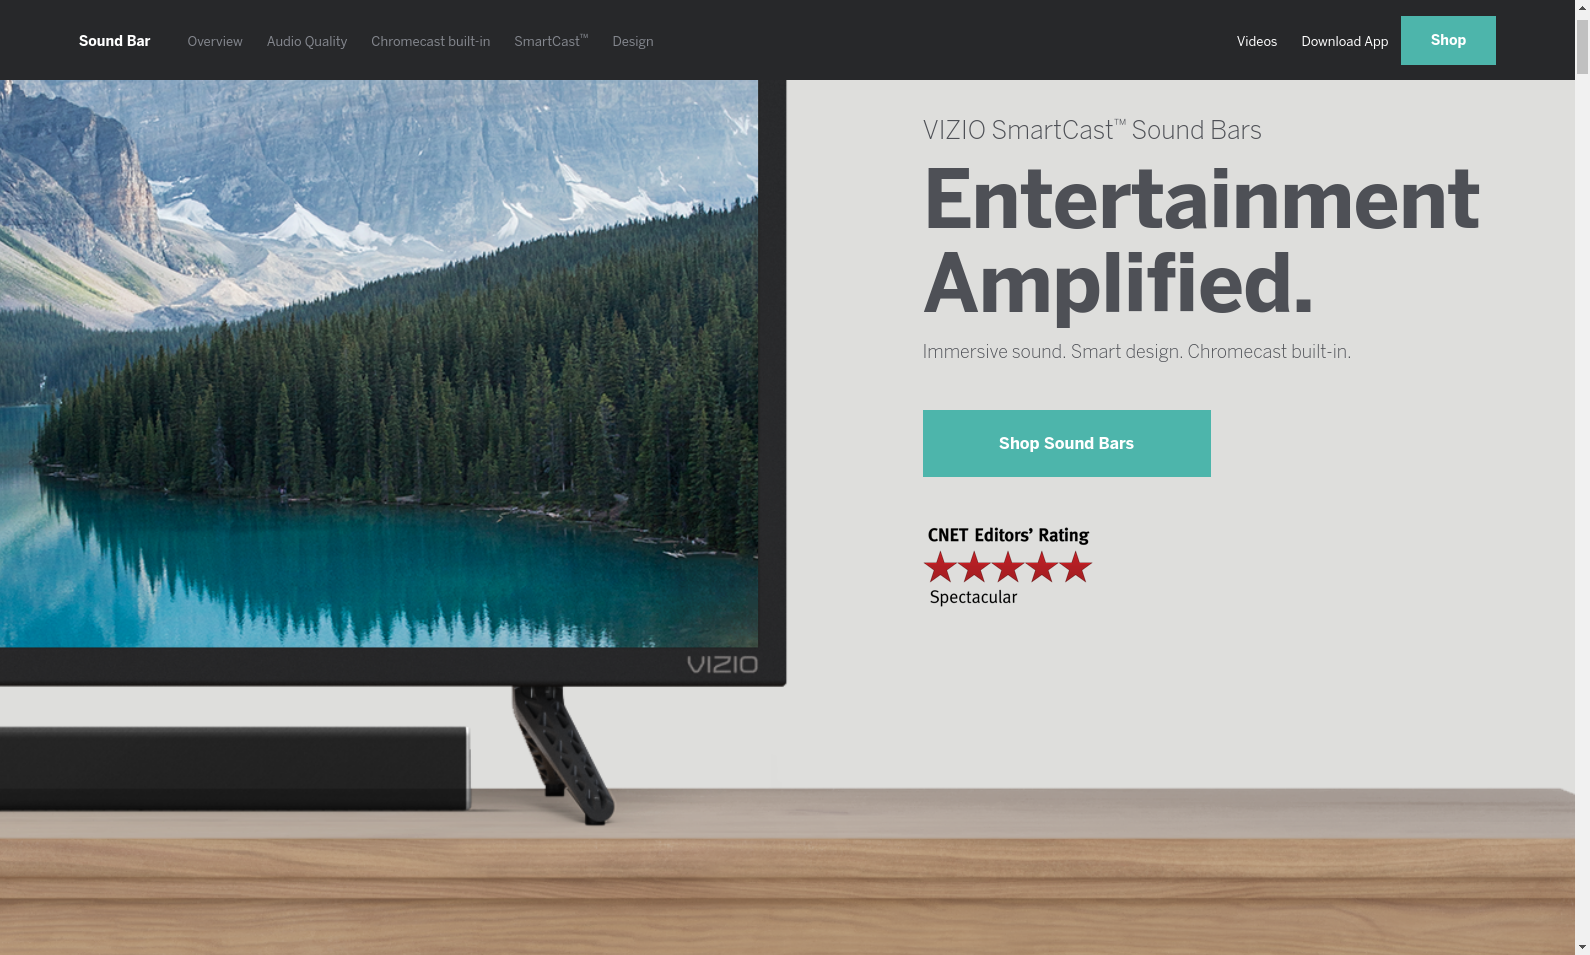 Sound Bar
Overview
Audio Quality
Chromecast built-in
SmartCast™
Design
Videos
Download App
Shop
VIZIO SmartCast™ Sound Bars
Entertainment
Amplified.
Immersive sound. Smart design. Chromecast built-in.
Shop Sound Bars
CNET Editors’ Rating
Spectacular
VIZIO